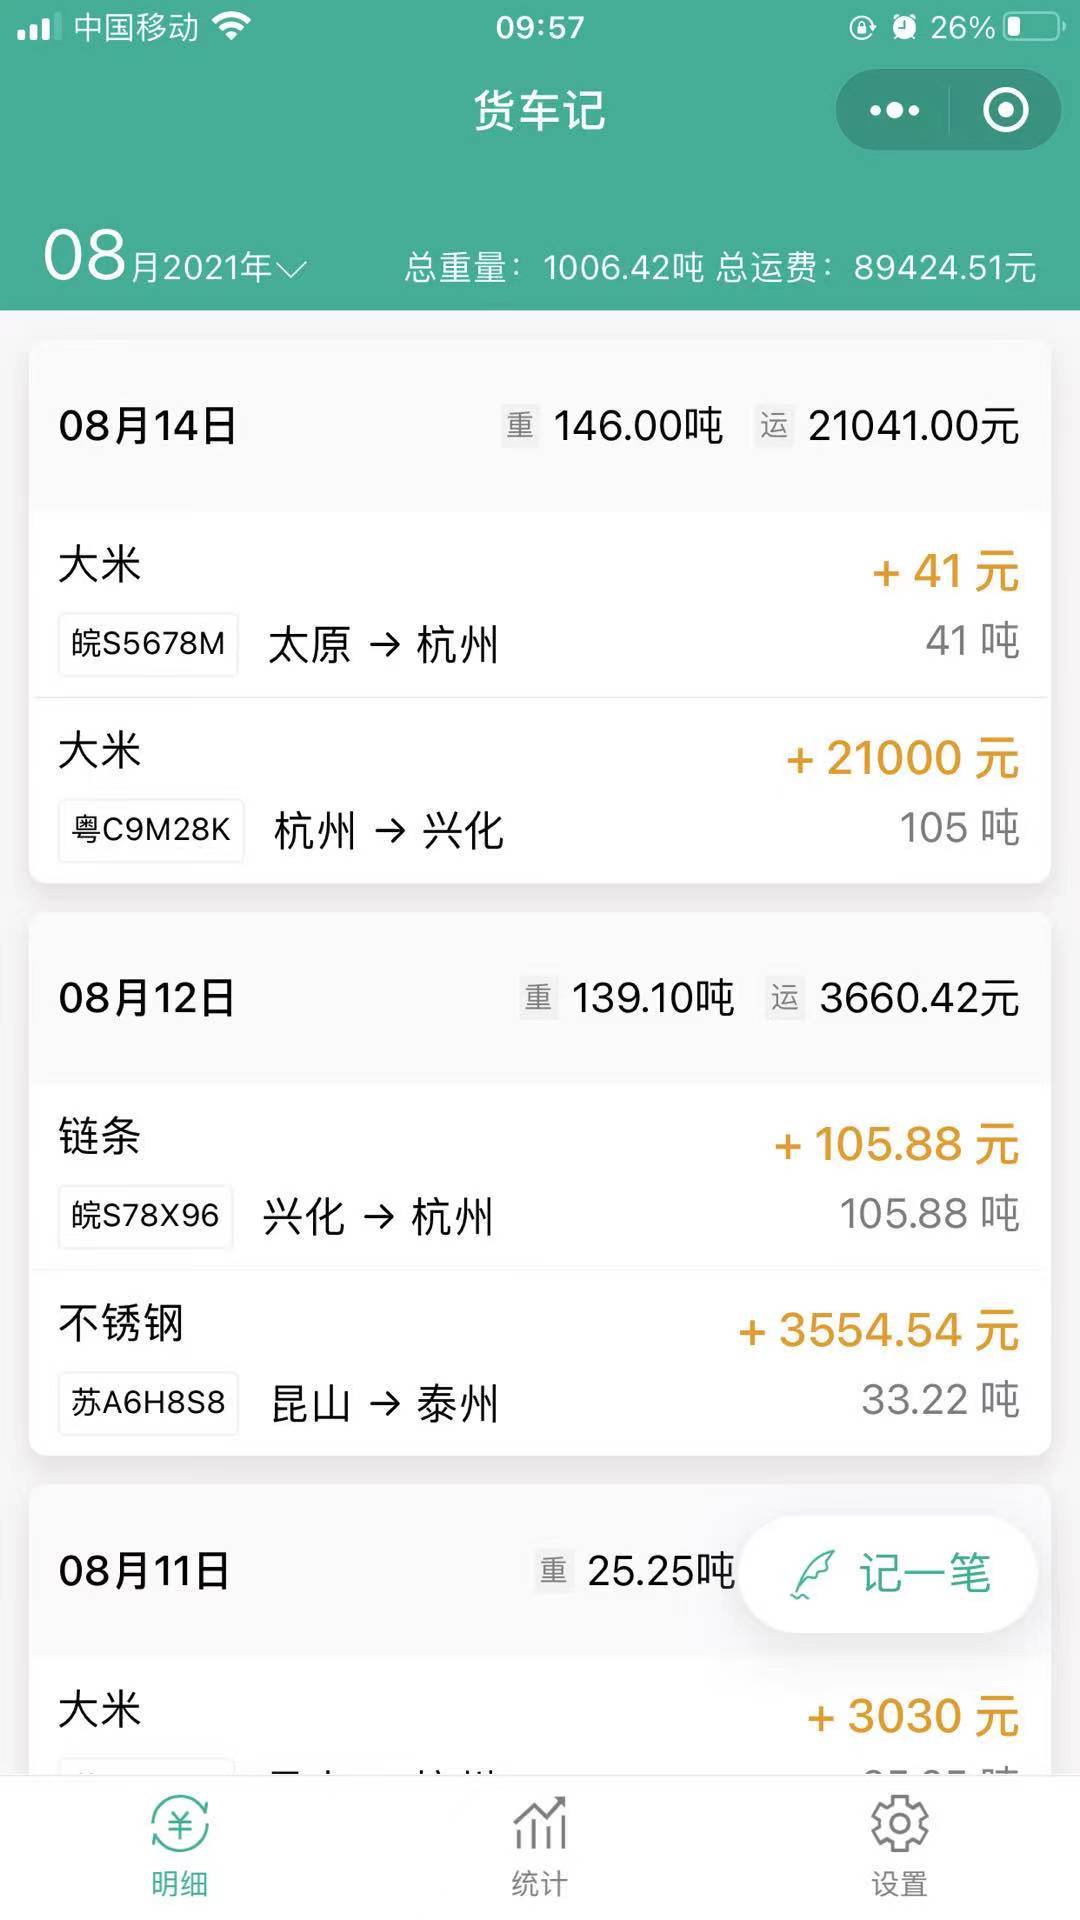 中国移动 09:57 26%
货车记
08月2021年 总重量：1006.42吨 总运费：89424.51元
08月14日 重 146.00吨 运 21041.00元
大米 + 41 元
皖S5678M 太原 → 杭州 41 吨
大米 + 21000 元
粤C9M28K 杭州 → 兴化 105 吨
08月12日 重 139.10吨 运 3660.42元
链条 + 105.88 元
皖S78X96 兴化 → 杭州 105.88 吨
不锈钢 + 3554.54 元
苏A6H8S8 昆山 → 泰州 33.22 吨
08月11日 重 25.25吨 记一笔
大米 + 3030 元
明细 统计 设置